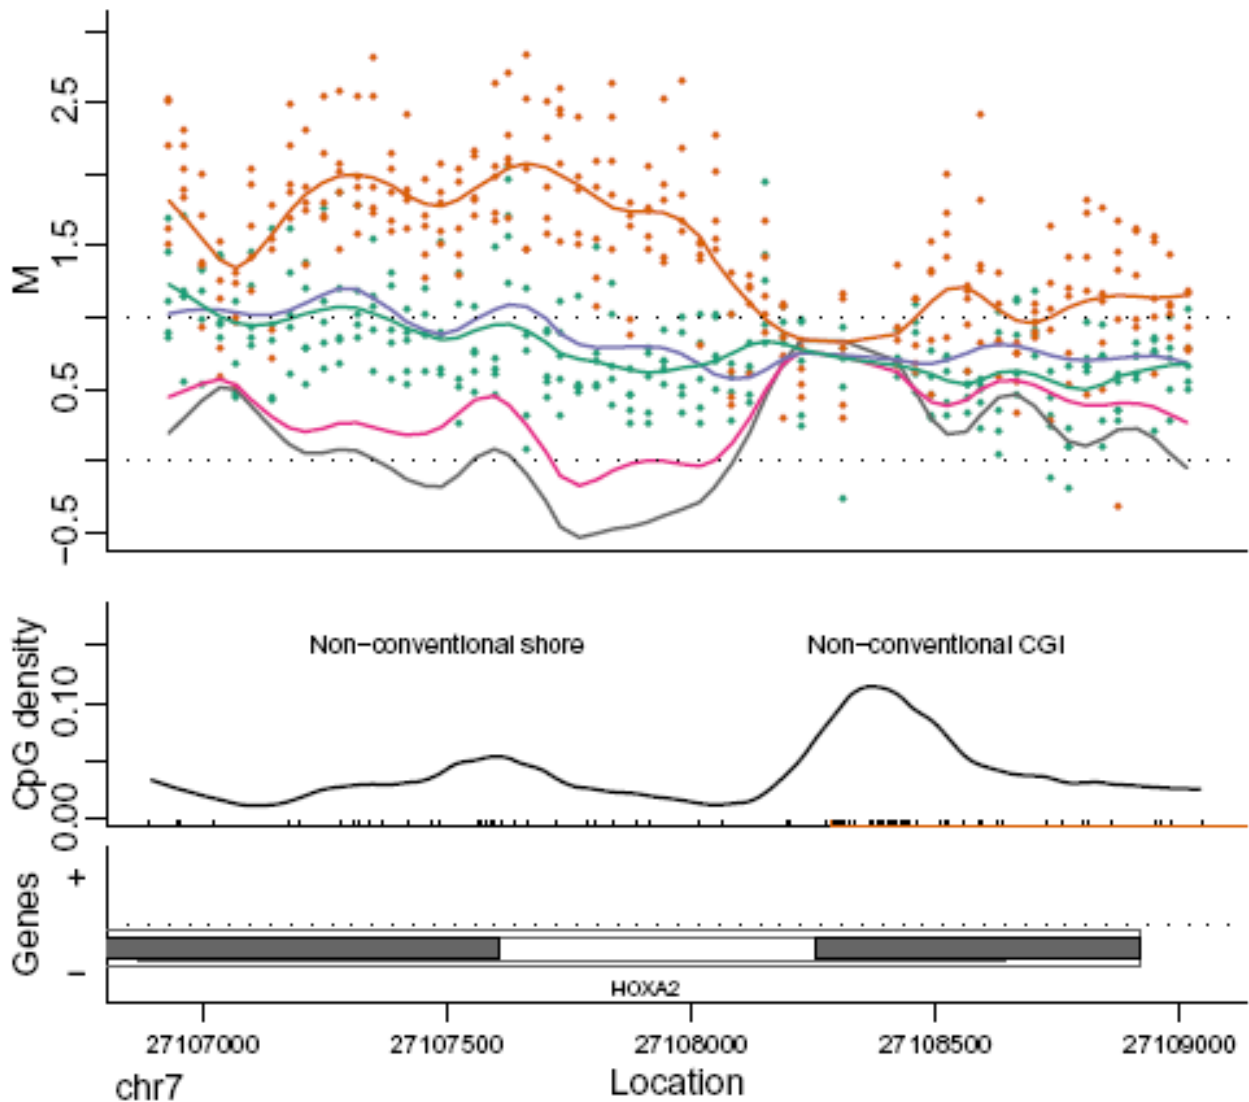 2.5
1.5
0.5
−0.5
M
Non−conventional shore
Non−conventional CGI
0.10
0.00
CpG density
+
−
Genes
HOXA2
27107000
27107500
27108000
27108500
27109000
chr7
Location